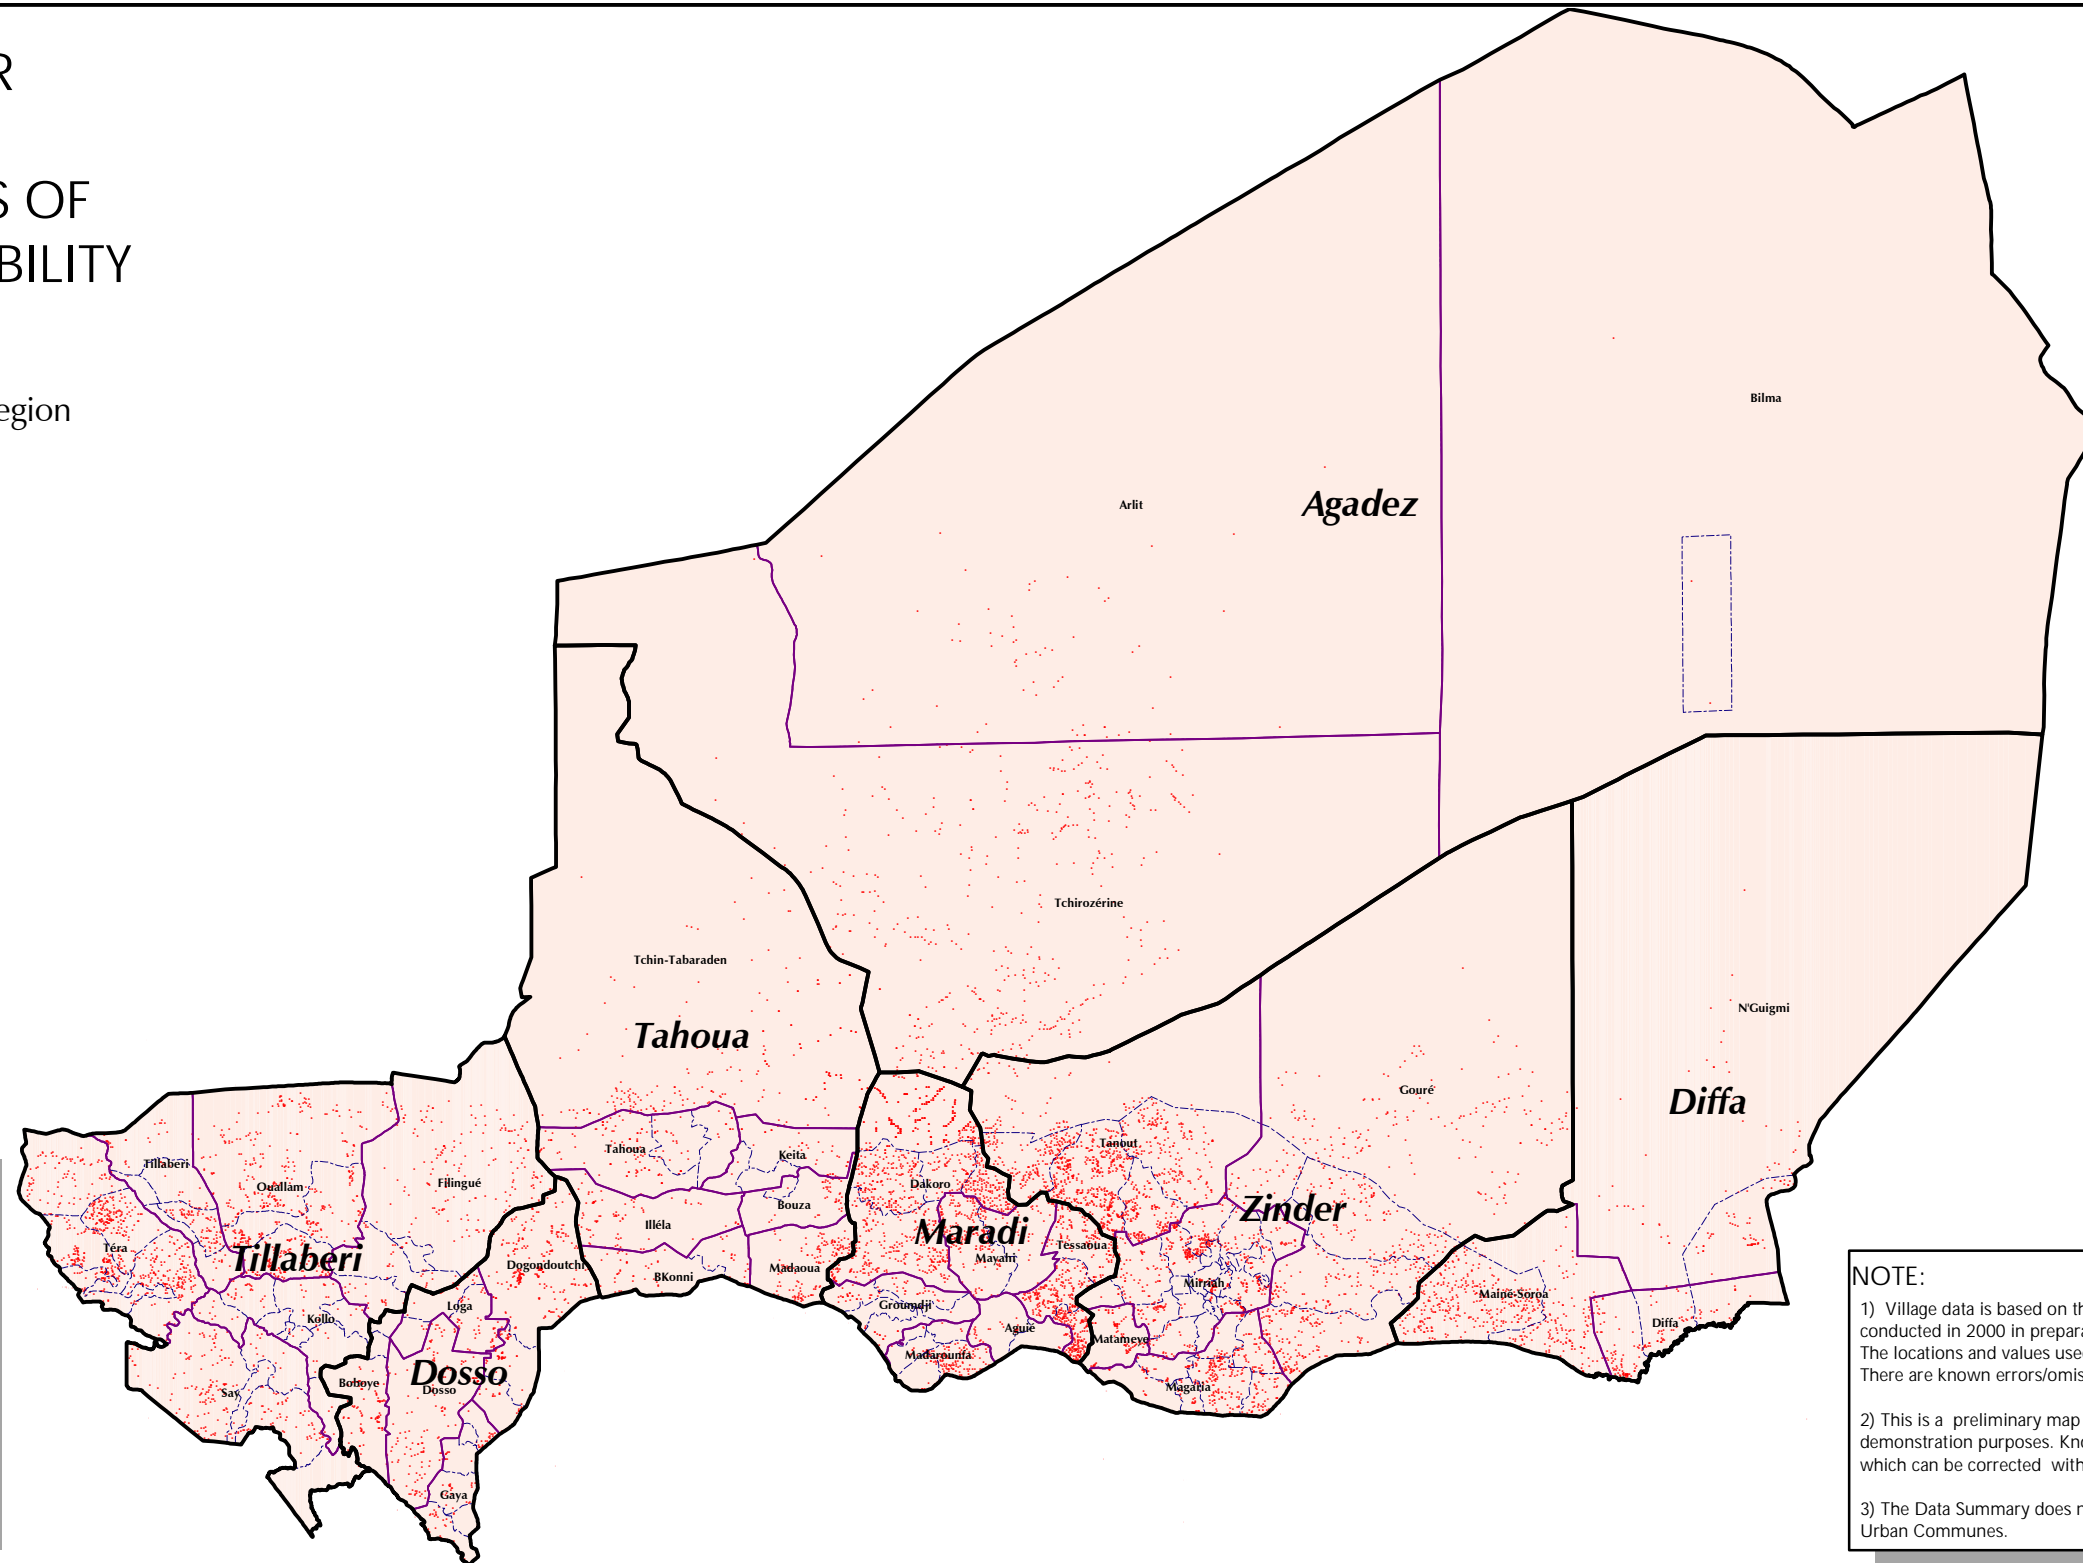 R
S OF
BILITY
egion
Bilma
Arlit
Agadez
Tchirozérine
Tchin-Tabaraden
Tahoua
N'Guigmi
Diffa
Gouré
Tanout
Tahoua
Keita
Tillaberi
Ouallam
Filingué
Dakoro
Bouza
Zinder
Illéla
Maradi
Téra
Tillaberi
Tessaoua
Mayahi
Dogondoutchi
Madaoua
BKonni
Mirriah
Maine-Soroa
Loga
Groumdji
Kollo
Diffa
Aguié
Matameye
Madarounfa
Dosso
Say
Boboye
Dosso
Magaria
Gaya
NOTE:
1) Village data is based on th
conducted in 2000 in prepara
The locations and values use
There are known errors/omis
2) This is a preliminary map
demonstration purposes. Kno
which can be corrected with
3) The Data Summary does n
Urban Communes.